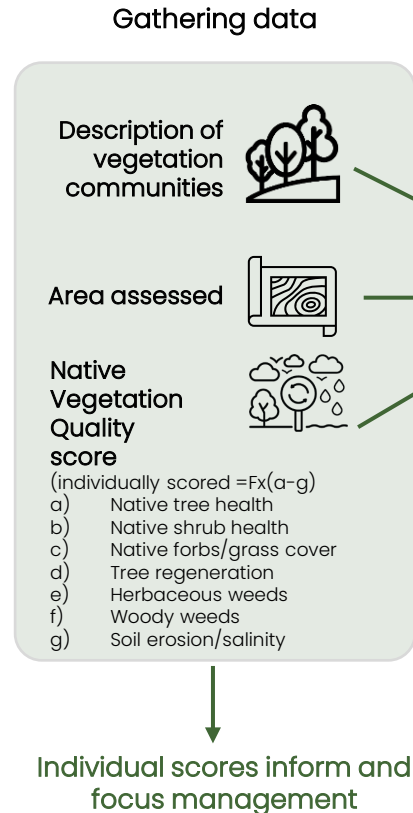 Gathering data
Description of
vegetation
communities
Area assessed
Native
Vegetation
Quality
score
(individually scored =Fx(a-g)
a) Native tree health
b) Native shrub health
c) Native forbs/grass cover
d) Tree regeneration
e) Herbaceous weeds
f) Woody weeds
g) Soil erosion/salinity
Individual scores inform and
focus management